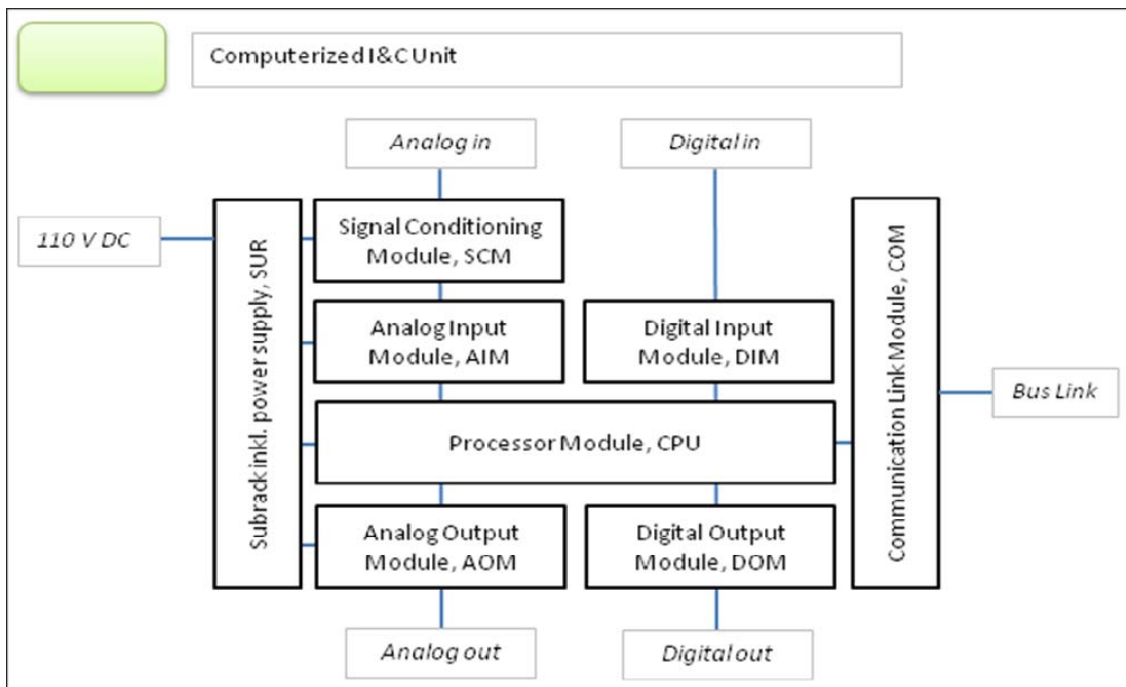 Computerized I&C Unit
Analog in
Digital in
110 V DC
Subrack inkl. power supply, SUR
Signal Conditioning
Module, SCM
Analog Input
Module, AIM
Digital Input
Module, DIM
Processor Module, CPU
Analog Output
Module, AOM
Digital Output
Module, DOM
Communication Link Module, COM
Bus Link
Analog out
Digital out